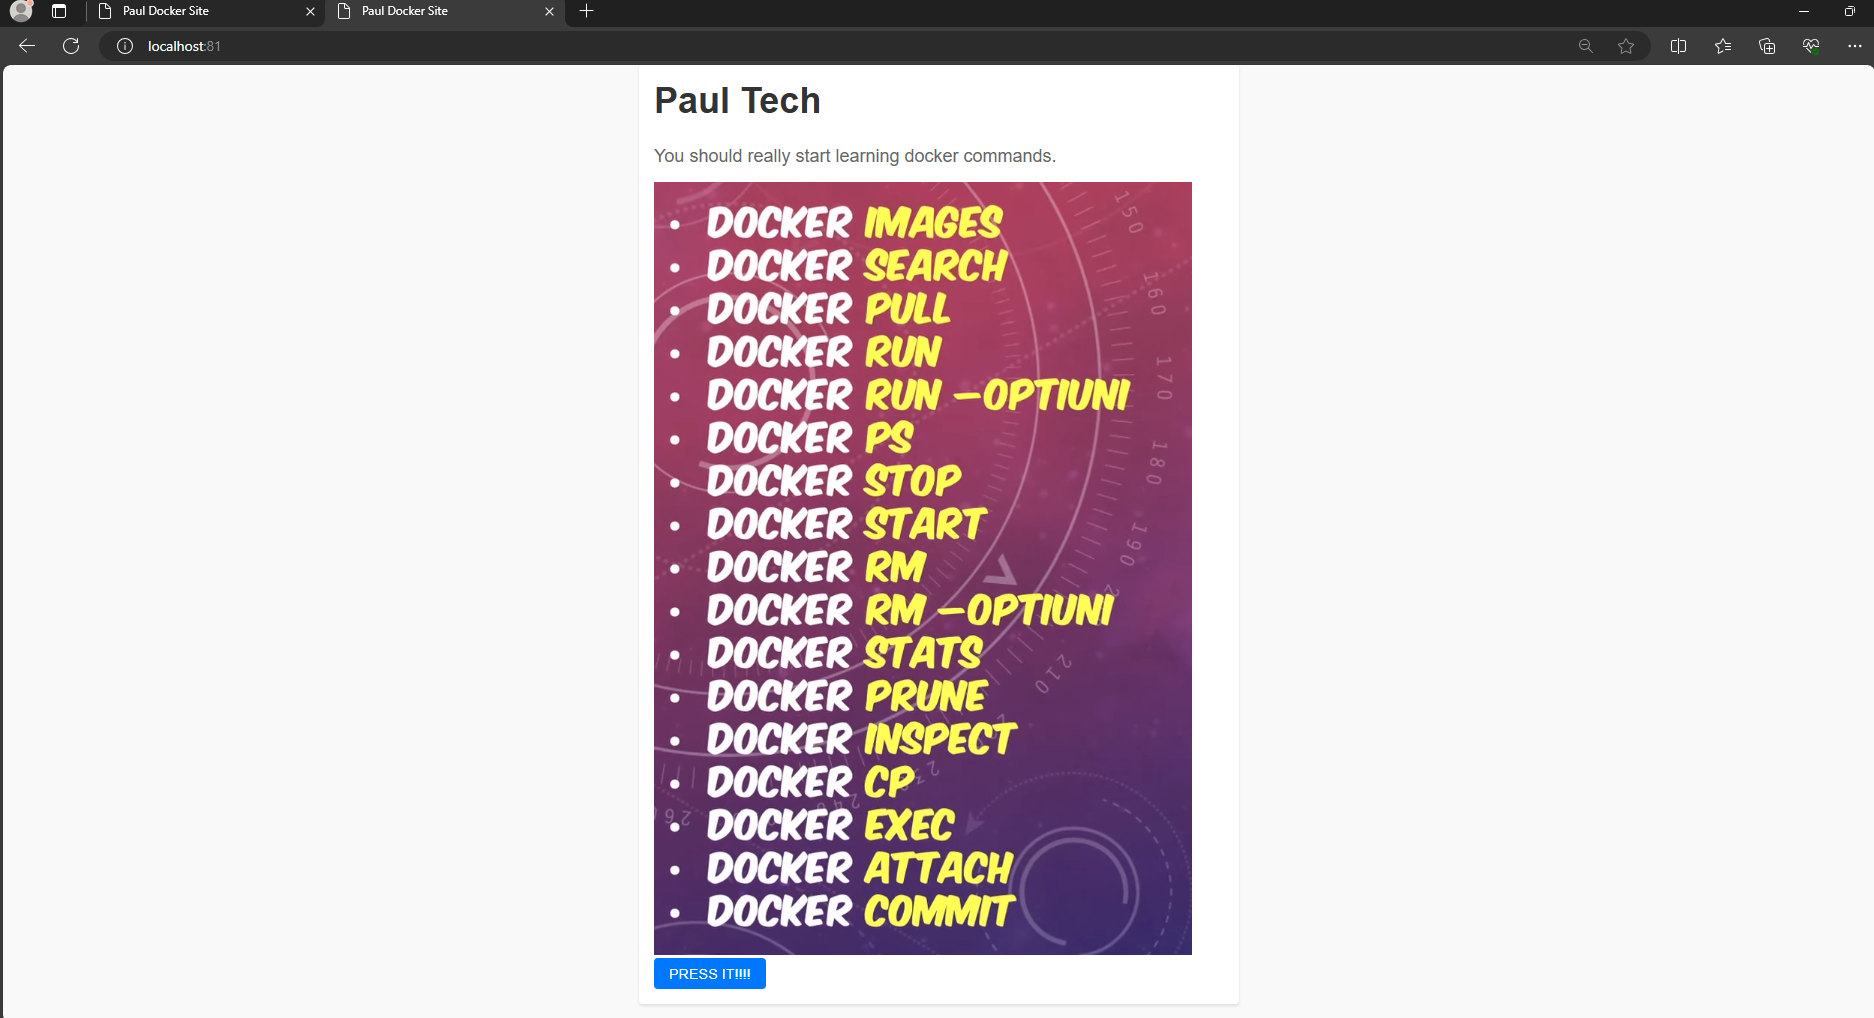 Paul Docker Site
Paul Docker Site
localhost:81
Paul Tech
You should really start learning docker commands.
• DOCKER IMAGES
• DOCKER SEARCH
• DOCKER PULL
• DOCKER RUN
• DOCKER RUN –OPTIUNI
• DOCKER PS
• DOCKER STOP
• DOCKER START
• DOCKER RM
• DOCKER RM –OPTIUNI
• DOCKER STATS
• DOCKER PRUNE
• DOCKER INSPECT
• DOCKER CP
• DOCKER EXEC
• DOCKER ATTACH
• DOCKER COMMIT
150
160
170
180
190
210
PRESS IT!!!!